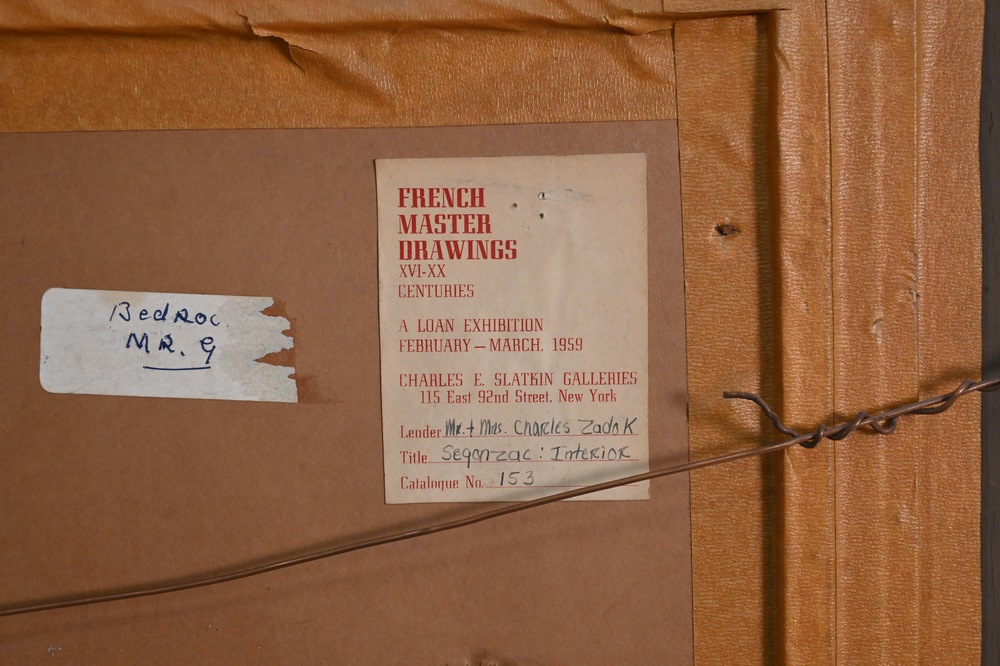 FRENCH
MASTER
DRAWINGS
XVI-XX
CENTURIES
A LOAN EXHIBITION
FEBRUARY — MARCH, 1959
CHARLES E. SLATKIN GALLERIES
115 East 92nd Street, New York
Lender Mr. + Mrs. Charles Zadok
Title Segonzac : Interior
Catalogue No. 153
Bedroo
MR. G